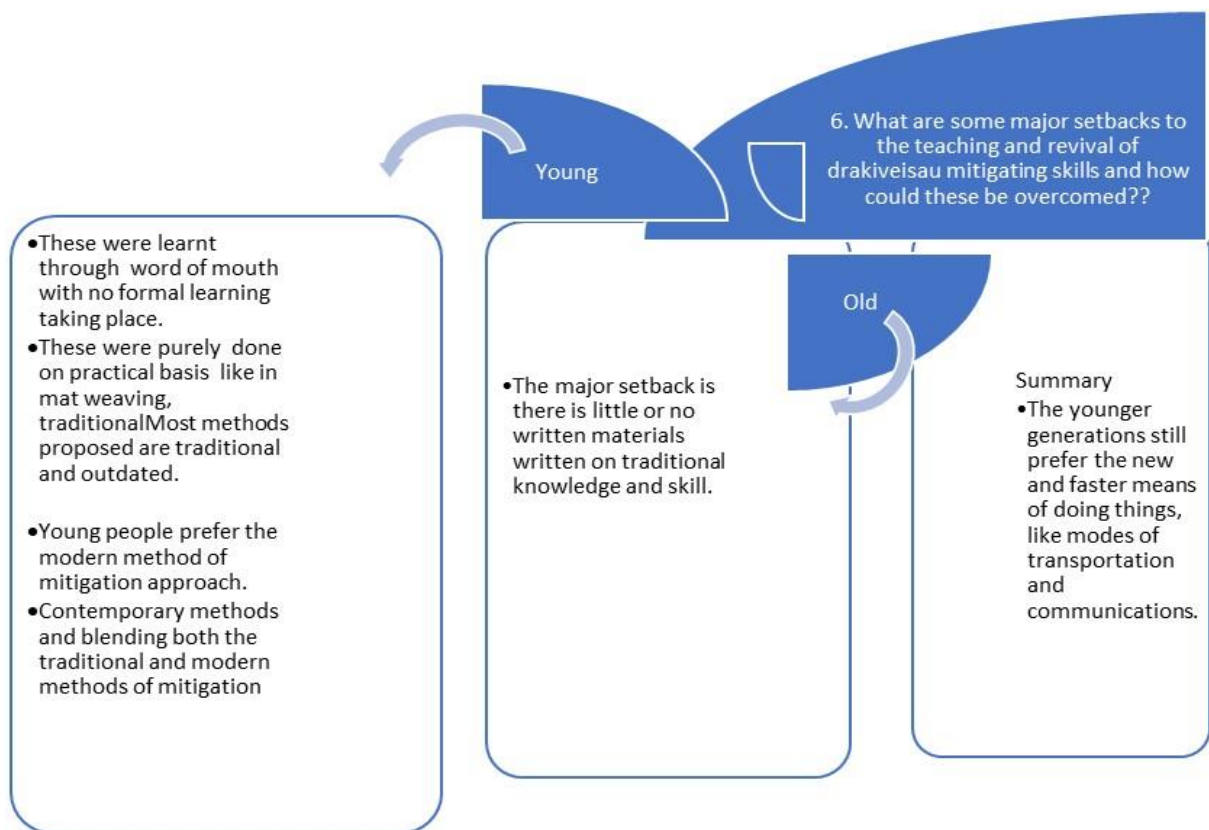 6. What are some major setbacks to
the teaching and revival of
drakiveisau mitigating skills and how
could these be overcomed??
Young
•These were learnt
through word of mouth
with no formal learning
taking place.
•These were purely done
on practical basis like in
mat weaving,
traditionalMost methods
proposed are traditional
and outdated.
•Young people prefer the
modern method of
mitigation approach.
•Contemporary methods
and blending both the
traditional and modern
methods of mitigation
Old
•The major setback is
there is little or no
written materials
written on traditional
knowledge and skill.
Summary
•The younger
generations still
prefer the new
and faster means
of doing things,
like modes of
transportation
and
communications.